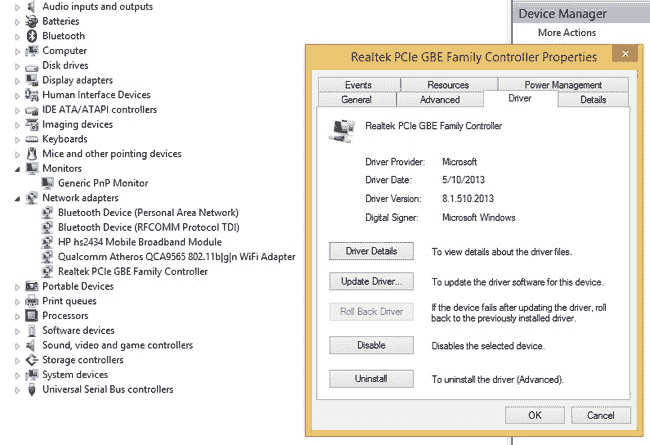 Audio inputs and outputs
Batteries
Bluetooth
Computer
Disk drives
Display adapters
Human Interface Devices
IDE ATA/ATAPI controllers
Imaging devices
Keyboards
Mice and other pointing devices
Monitors
Generic PnP Monitor
Network adapters
Bluetooth Device (Personal Area Network)
Bluetooth Device (RFCOMM Protocol TDI)
HP hs2434 Mobile Broadband Module
Qualcomm Atheros QCA9565 802.11b|g|n WiFi Adapter
Realtek PCIe GBE Family Controller
Portable Devices
Print queues
Processors
Software devices
Sound, video and game controllers
Storage controllers
System devices
Universal Serial Bus controllers
Device Manager
More Actions
Realtek PCIe GBE Family Controller Properties
Events Resources Power Management
General Advanced Driver Details
Realtek PCIe GBE Family Controller
Driver Provider: Microsoft
Driver Date: 5/10/2013
Driver Version: 8.1.510.2013
Digital Signer: Microsoft Windows
Driver Details To view details about the driver files.
Update Driver... To update the driver software for this device.
Roll Back Driver If the device fails after updating the driver, roll
back to the previously installed driver.
Disable Disables the selected device.
Uninstall To uninstall the driver (Advanced).
OK Cancel